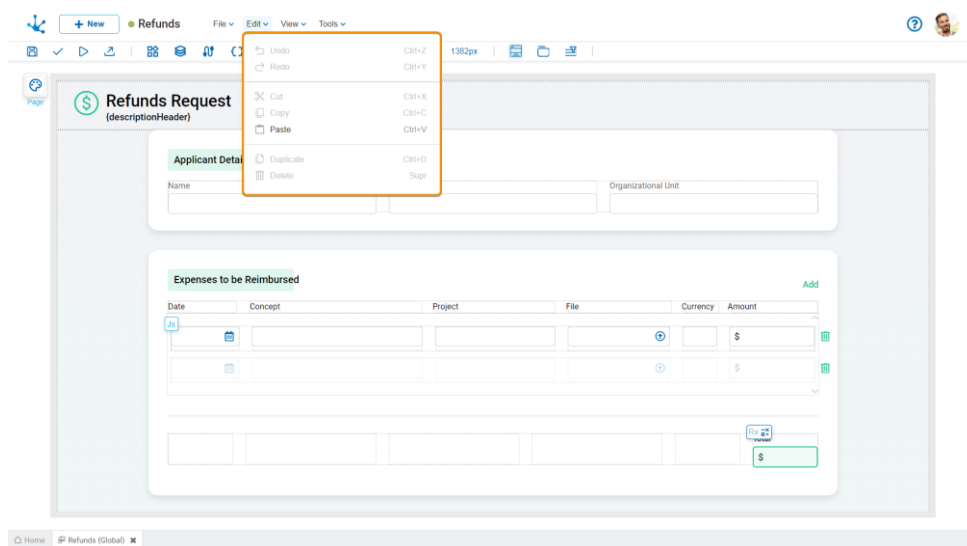 New
Refunds
File
Edit
View
Tools
1382px
Undo Ctrl+Z
Redo Ctrl+Y
Cut Ctrl+X
Copy Ctrl+C
Paste Ctrl+V
Duplicate Ctrl+D
Delete Supr
Page
Refunds Request
{descriptionHeader}
Applicant Detai
Name
Organizational Unit
Expenses to be Reimbursed
Add
Date Concept Project File Currency Amount
Js
$
$
Rx
$
Home
Refunds (Global)